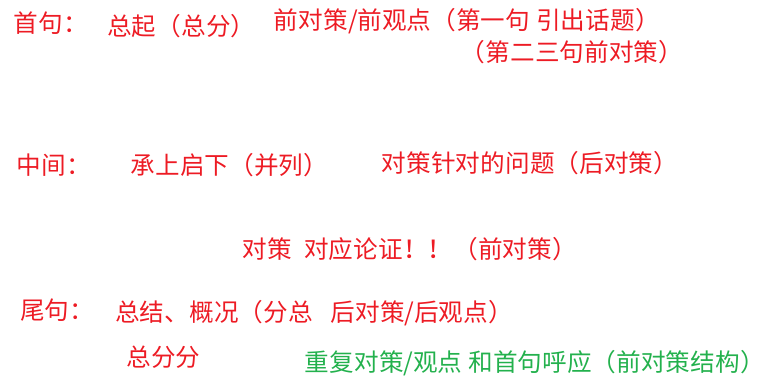 首句： 总起（总分） 前对策/前观点（第一句 引出话题）
（第二三句前对策）
中间： 承上启下（并列） 对策针对的问题（后对策）
对策 对应论证！！（前对策）
尾句： 总结、概况（分总 后对策/后观点）
总分分 重复对策/观点 和首句呼应（前对策结构）